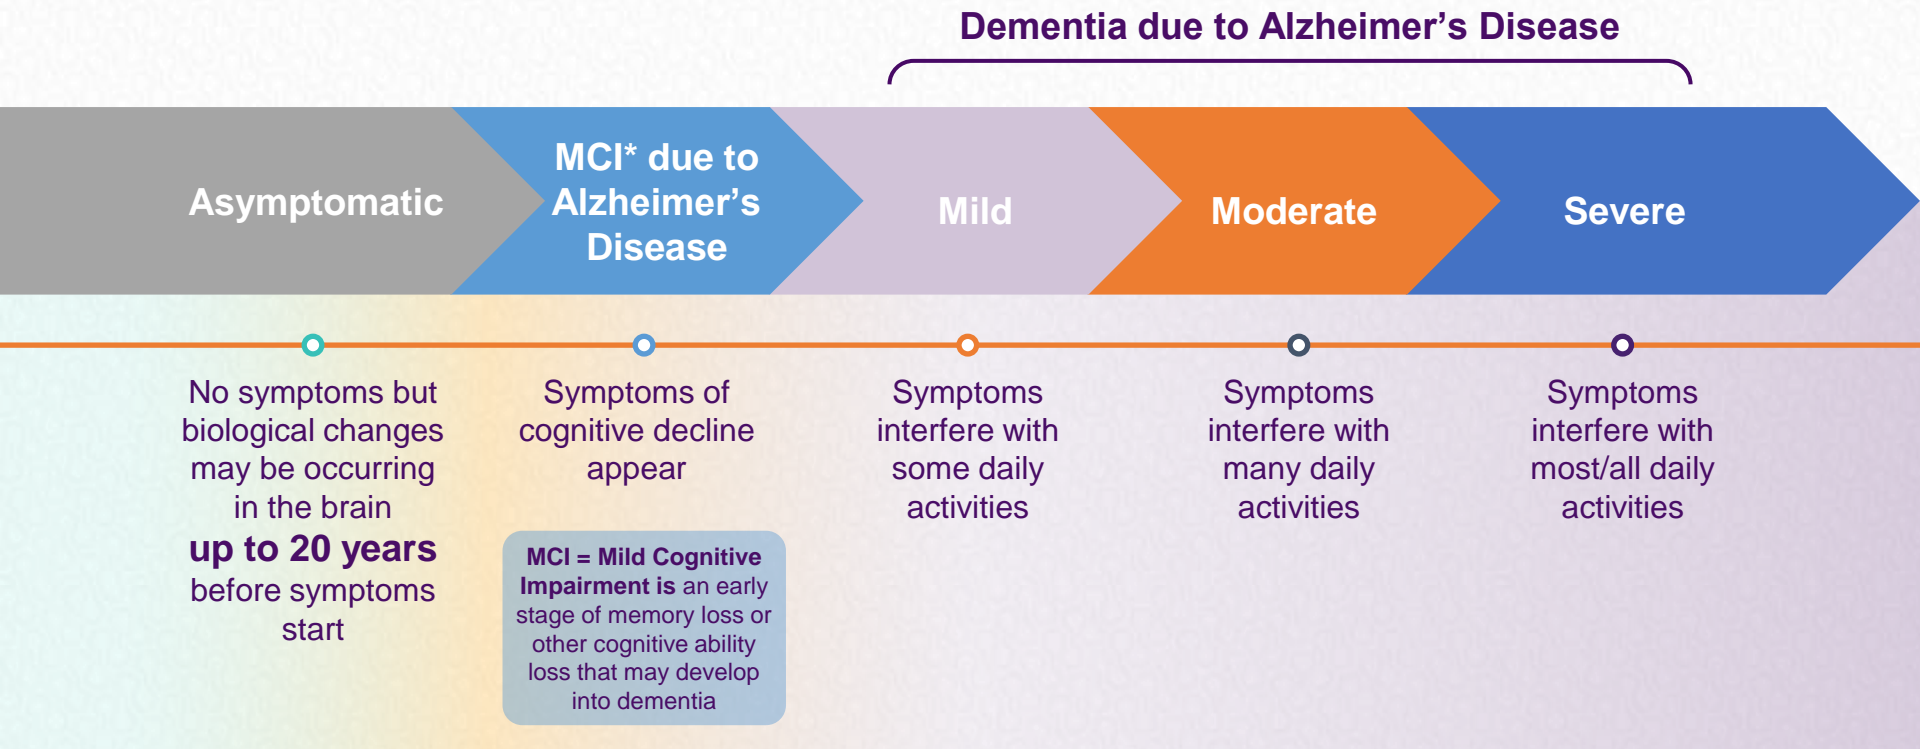 Dementia due to Alzheimer’s Disease
Asymptomatic
MCI* due to
Alzheimer’s
Disease
Mild
Moderate
Severe
No symptoms but
biological changes
may be occurring
in the brain
up to 20 years
before symptoms
start
Symptoms of
cognitive decline
appear
MCI = Mild Cognitive
Impairment is an early
stage of memory loss or
other cognitive ability
loss that may develop
into dementia
Symptoms
interfere with
some daily
activities
Symptoms
interfere with
many daily
activities
Symptoms
interfere with
most/all daily
activities